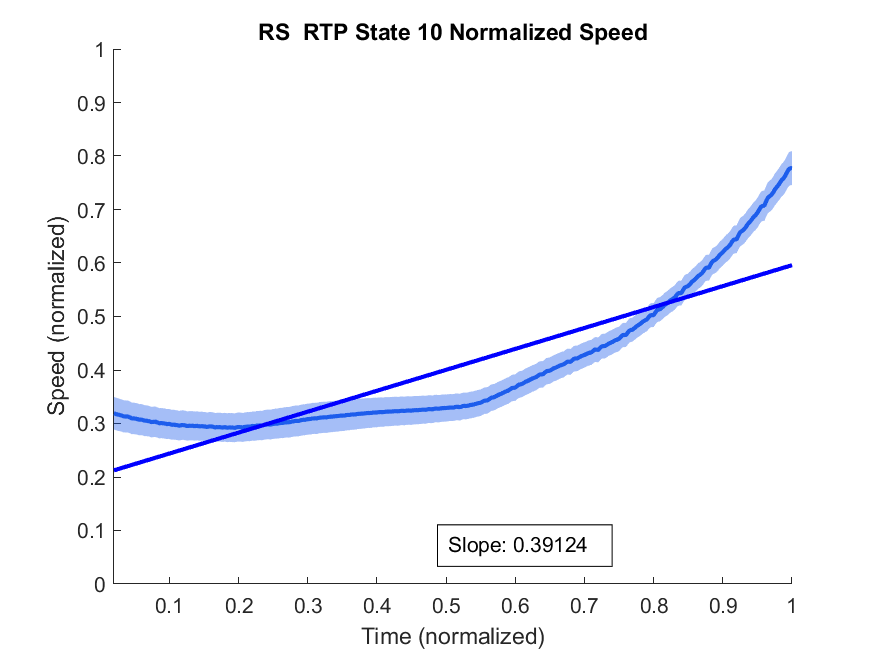 RS  RTP State 10 Normalized Speed
1
0.9
0.8
0.7
0.6
0.5
0.4
0.3
0.2
0.1
0
Speed (normalized)
Slope: 0.39124
0.1 0.2 0.3 0.4 0.5 0.6 0.7 0.8 0.9 1
Time (normalized)